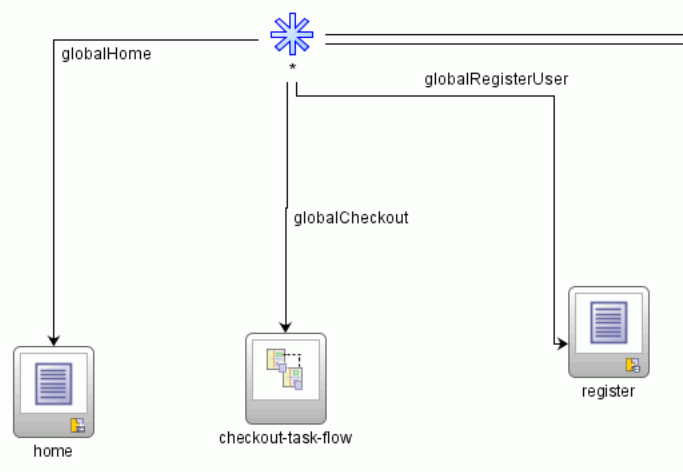 globalHome
*
globalRegisterUser
globalCheckout
register
checkout-task-flow
home